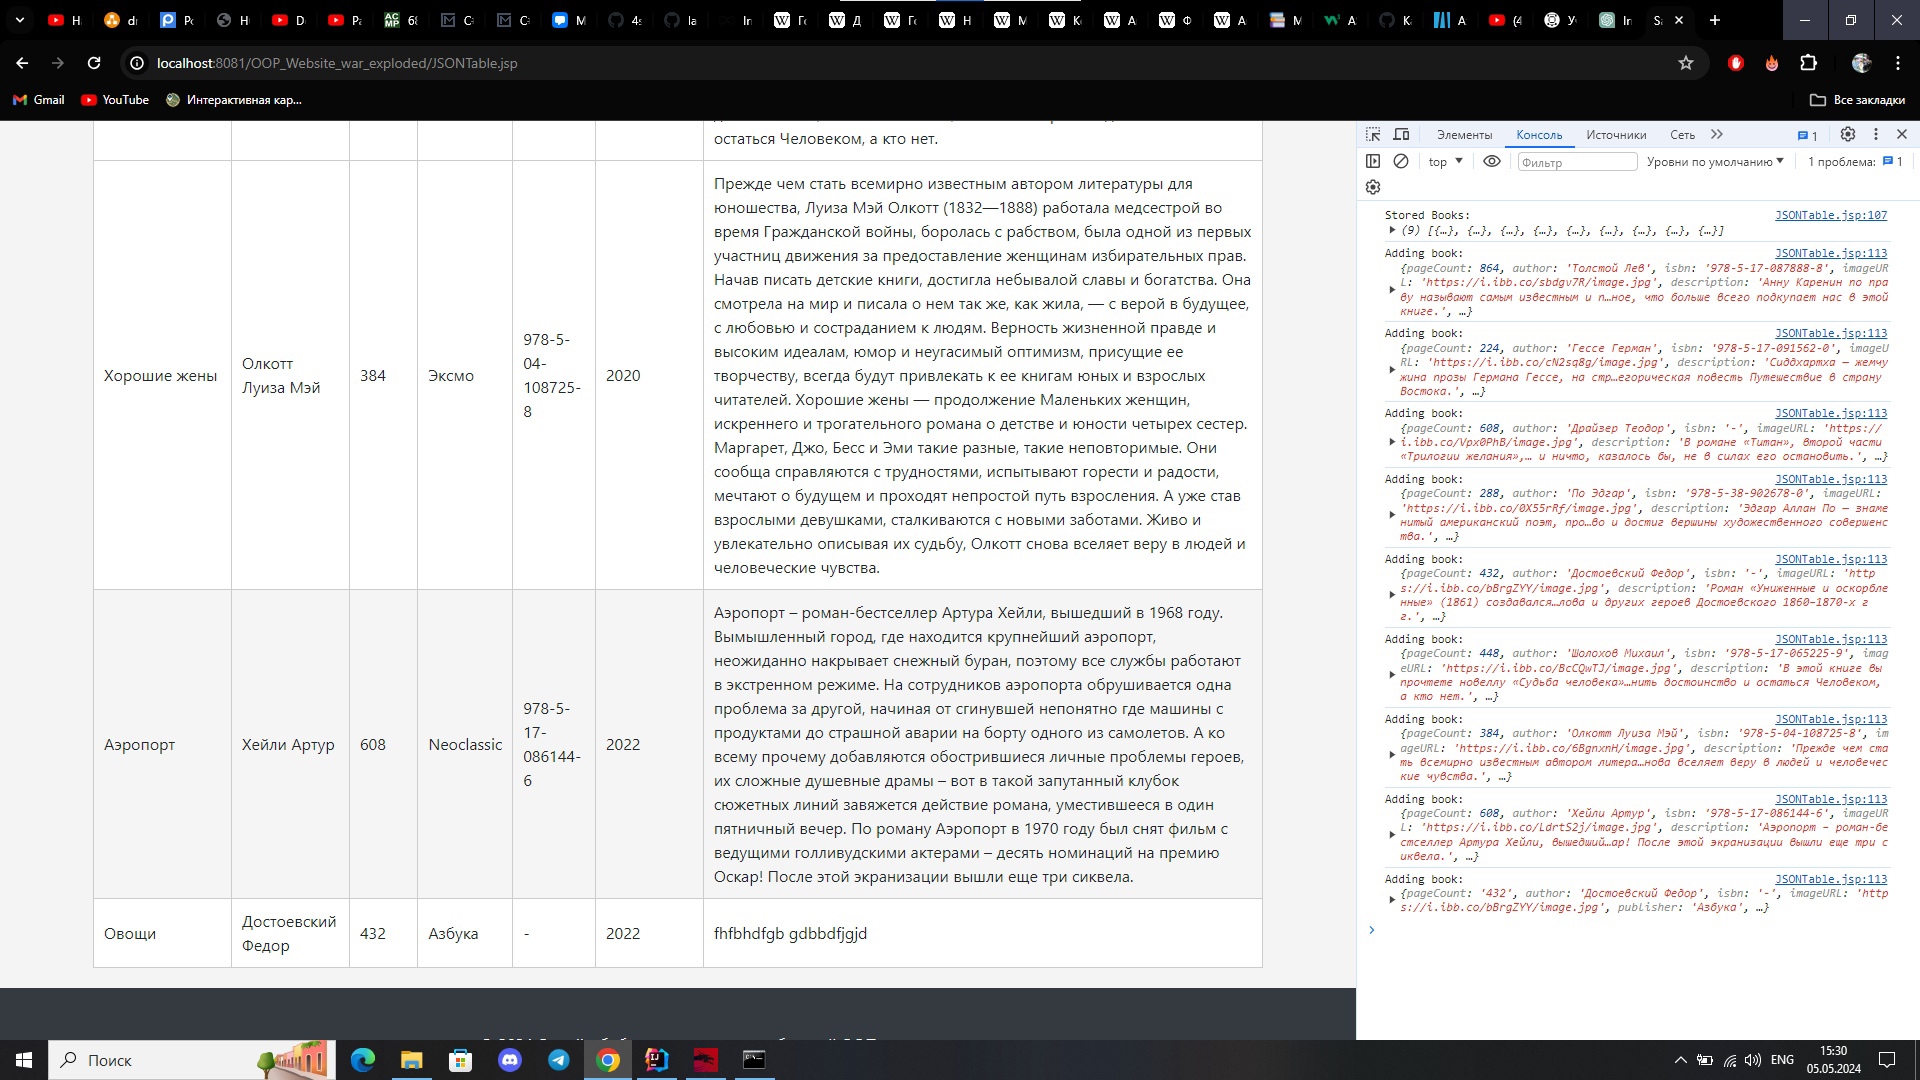 localhost:8081/OOP_Website_war_exploded/JSONTable.jsp
Gmail
YouTube
Интерактивная кар...
Все закладки
остаться Человеком, а кто нет.
Хорошие жены
Олкотт
Луиза Мэй
384
Эксмо
978-5-
04-
108725-
8
2020
Прежде чем стать всемирно известным автором литературы для
юношества, Луиза Мэй Олкотт (1832—1888) работала медсестрой во
время Гражданской войны, боролась с рабством, была одной из первых
участниц движения за предоставление женщинам избирательных прав.
Начав писать детские книги, достигла небывалой славы и богатства. Она
смотрела на мир и писала о нем так же, как жила, — с верой в будущее,
с любовью и состраданием к людям. Верность жизненной правде и
высоким идеалам, юмор и неугасимый оптимизм, присущие ее
творчеству, всегда будут привлекать к ее книгам юных и взрослых
читателей. Хорошие жены — продолжение Маленьких женщин,
искреннего и трогательного романа о детстве и юности четырех сестер.
Маргарет, Джо, Бесс и Эми такие разные, такие неповторимые. Они
сообща справляются с трудностями, испытывают горести и радости,
мечтают о будущем и проходят непростой путь взросления. А уже став
взрослыми девушками, сталкиваются с новыми заботами. Живо и
увлекательно описывая их судьбу, Олкотт снова вселяет веру в людей и
человеческие чувства.
Аэропорт
Хейли Артур
608
Neoclassic
978-5-
17-
086144-
6
2022
Аэропорт – роман-бестселлер Артура Хейли, вышедший в 1968 году.
Вымышленный город, где находится крупнейший аэропорт,
неожиданно накрывает снежный буран, поэтому все службы работают
в экстренном режиме. На сотрудников аэропорта обрушивается одна
проблема за другой, начиная от сгинувшей непонятно где машины с
продуктами до страшной аварии на борту одного из самолетов. А ко
всему прочему добавляются обострившиеся личные проблемы героев,
их сложные душевные драмы – вот в такой запутанный клубок
сюжетных линий завяжется действие романа, уместившееся в один
пятничный вечер. По роману Аэропорт в 1970 году был снят фильм с
ведущими голливудскими актерами – десять номинаций на премию
Оскар! После этой экранизации вышли еще три сиквела.
Овощи
Достоевский
Федор
432
Азбука
-
2022
fhfbhdfgb gdbbdfjgjd
Элементы
Консоль
Источники
Сеть
1
top
Фильтр
Уровни по умолчанию
1 проблема: 1
Stored Books: JSONTable.jsp:107
(9) [{…}, {…}, {…}, {…}, {…}, {…}, {…}, {…}, {…}]
Adding book: JSONTable.jsp:113
{pageCount: 864, author: 'Толстой Лев', isbn: '978-5-17-087888-8', imageUR
L: 'https://i.ibb.co/sbdgv7R/image.jpg', description: 'Анну Каренин по пра
ву называют самым известным и п…ное, что больше всего подкупает нас в этой
книге.', …}
Adding book: JSONTable.jsp:113
{pageCount: 224, author: 'Гессе Герман', isbn: '978-5-17-091562-0', imageU
RL: 'https://i.ibb.co/cN2sq8g/image.jpg', description: 'Сиддхартха — жемчу
жина прозы Германа Гессе, на стр…егорическая повесть Путешествие в страну
Востока.', …}
Adding book: JSONTable.jsp:113
{pageCount: 608, author: 'Драйзер Теодор', isbn: '-', imageURL: 'https://
i.ibb.co/Vpx0PhB/image.jpg', description: 'В романе «Титан», второй части
«Трилогии желания»,… и ничто, казалось бы, не в силах его остановить.', …}
Adding book: JSONTable.jsp:113
{pageCount: 288, author: 'По Эдгар', isbn: '978-5-38-902678-0', imageURL:
'https://i.ibb.co/0X55rRf/image.jpg', description: 'Эдгар Аллан По — знаме
нитый американский поэт, про…во и достиг вершины художественного совершенс
тва.', …}
Adding book: JSONTable.jsp:113
{pageCount: 432, author: 'Достоевский Федор', isbn: '-', imageURL: 'http
s://i.ibb.co/bBrgZYY/image.jpg', description: 'Роман «Униженные и оскорбле
нные» (1861) создавался…лова и других героев Достоевского 1860–1870-х г
г.', …}
Adding book: JSONTable.jsp:113
{pageCount: 448, author: 'Шолохов Михаил', isbn: '978-5-17-065225-9', imag
eURL: 'https://i.ibb.co/BcCQwTJ/image.jpg', description: 'В этой книге вы
прочтете новеллу «Судьба человека»…нить достоинство и остаться Человеком,
а кто нет.', …}
Adding book: JSONTable.jsp:113
{pageCount: 384, author: 'Олкотт Луиза Мэй', isbn: '978-5-04-108725-8', im
ageURL: 'https://i.ibb.co/6BgnxnH/image.jpg', description: 'Прежде чем ста
ть всемирно известным автором литера…нова вселяет веру в людей и человечес
кие чувства.', …}
Adding book: JSONTable.jsp:113
{pageCount: 608, author: 'Хейли Артур', isbn: '978-5-17-086144-6', imageUR
L: 'https://i.ibb.co/LdrtS2j/image.jpg', description: 'Аэропорт – роман-бе
стселлер Артура Хейли, вышедший…ар! После этой экранизации вышли еще три с
иквела.', …}
Adding book: JSONTable.jsp:113
{pageCount: '432', author: 'Достоевский Федор', isbn: '-', imageURL: 'http
s://i.ibb.co/bBrgZYY/image.jpg', publisher: 'Азбука', …}
Поиск
ENG
15:30
05.05.2024